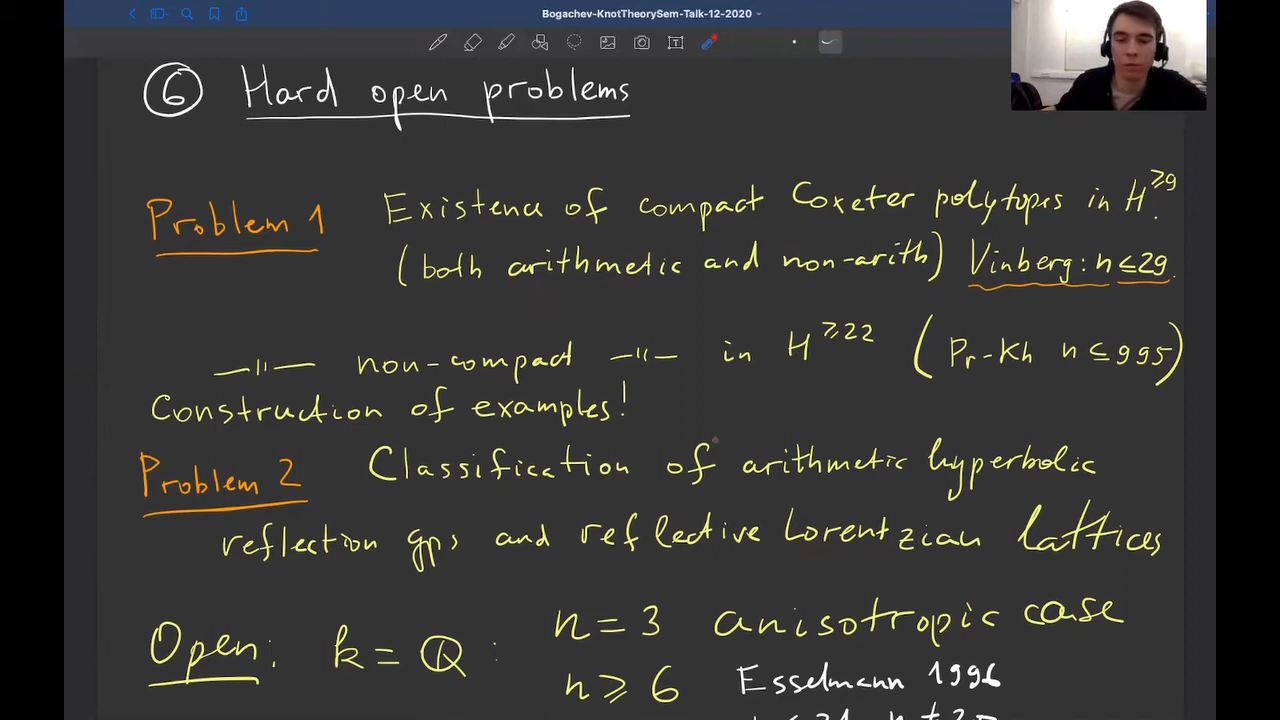 Bogachev-KnotTheorySem-Talk-12-2020
⑥ Hard open problems
Problem 1 Existence of compact Coxeter polytopes in H^≥9.
(both arithmetic and non-arith) Vinberg: n ≤ 29.
—"— non-compact —"— in H^≥22 (Pr-Kh n ≤ 995)
Construction of examples!
Problem 2 Classification of arithmetic hyperbolic
reflection gps and reflective Lorentzian lattices
Open: k = ℚ : n = 3 anisotropic case
n ≥ 6 Esselmann 1996